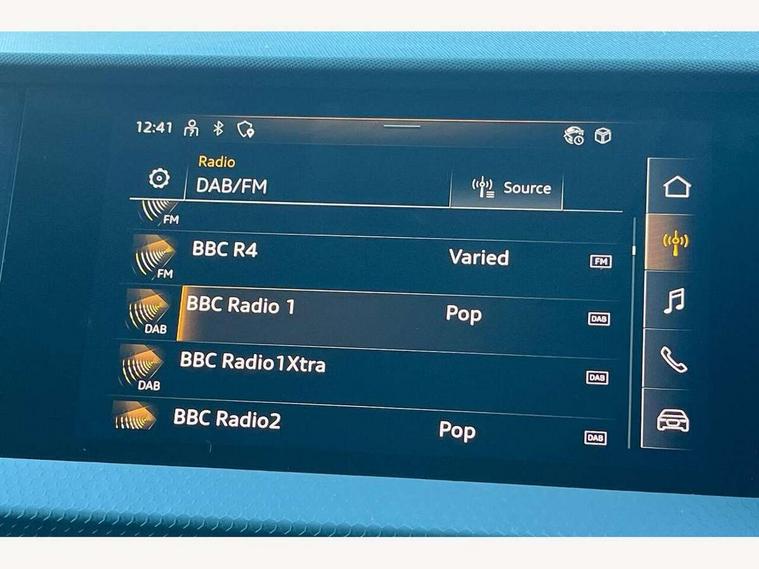 12:41
Radio
DAB/FM
Source
FM
BBC R4 Varied FM
FM
BBC Radio 1 Pop DAB
DAB
BBC Radio1Xtra DAB
DAB
BBC Radio2 Pop DAB